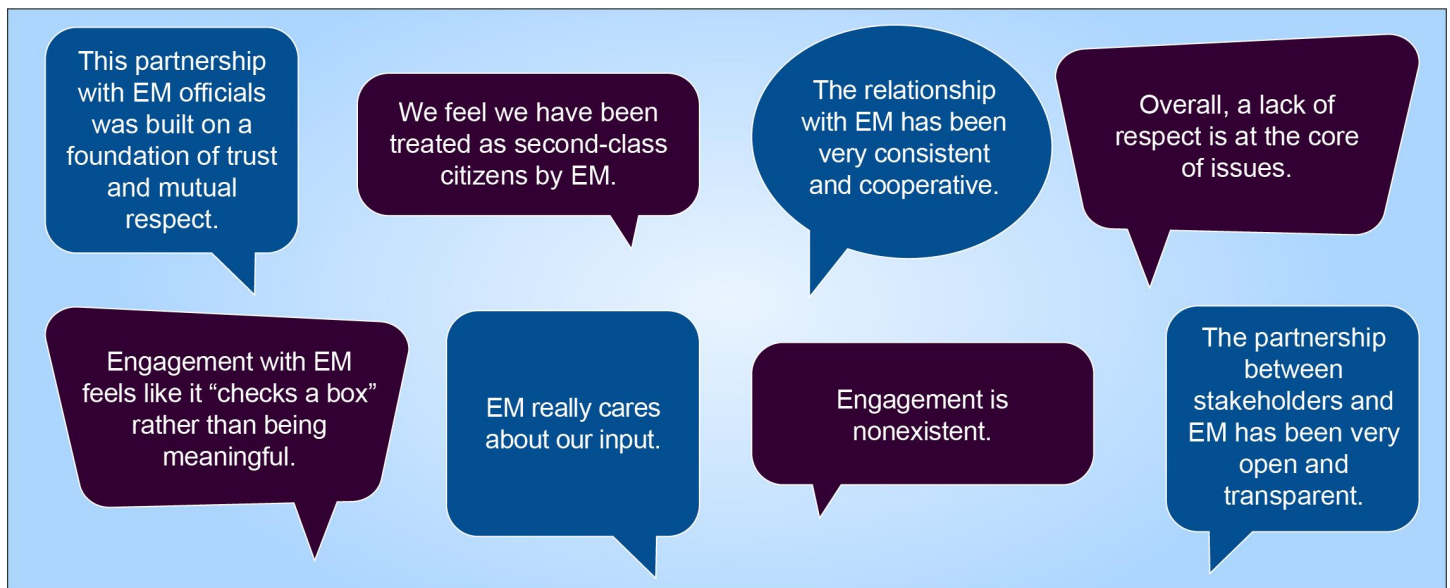 This partnership
with EM officials
was built on a
foundation of trust
and mutual
respect.
We feel we have been
treated as second-class
citizens by EM.
The relationship
with EM has been
very consistent
and cooperative.
Overall, a lack of
respect is at the core
of issues.
Engagement with EM
feels like it “checks a box”
rather than being
meaningful.
EM really cares
about our input.
Engagement is
nonexistent.
The partnership
between
stakeholders and
EM has been very
open and
transparent.